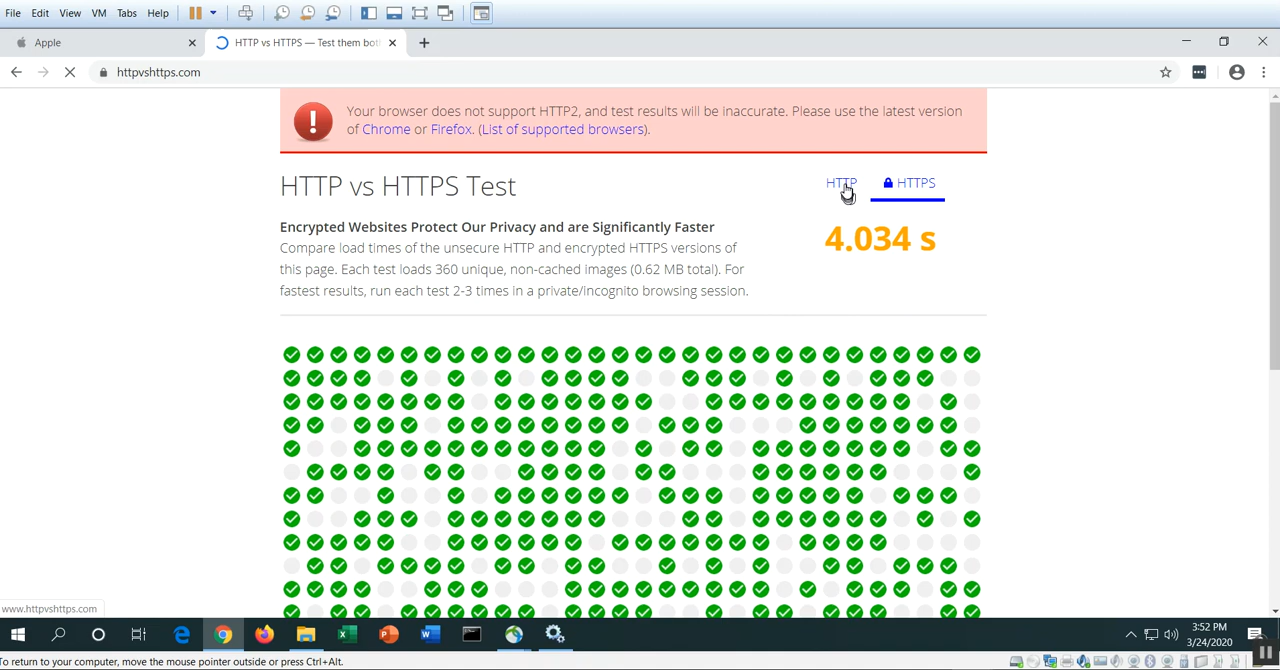 File Edit View VM Tabs Help
Apple
HTTP vs HTTPS — Test them bot
httpvshttps.com
Your browser does not support HTTP2, and test results will be inaccurate. Please use the latest version
of Chrome or Firefox. (List of supported browsers).
HTTP vs HTTPS Test
HTTP HTTPS
4.034 s
Encrypted Websites Protect Our Privacy and are Significantly Faster
Compare load times of the unsecure HTTP and encrypted HTTPS versions of
this page. Each test loads 360 unique, non-cached images (0.62 MB total). For
fastest results, run each test 2-3 times in a private/incognito browsing session.
www.httpvshttps.com
3:52 PM
3/24/2020
To return to your computer, move the mouse pointer outside or press Ctrl+Alt.